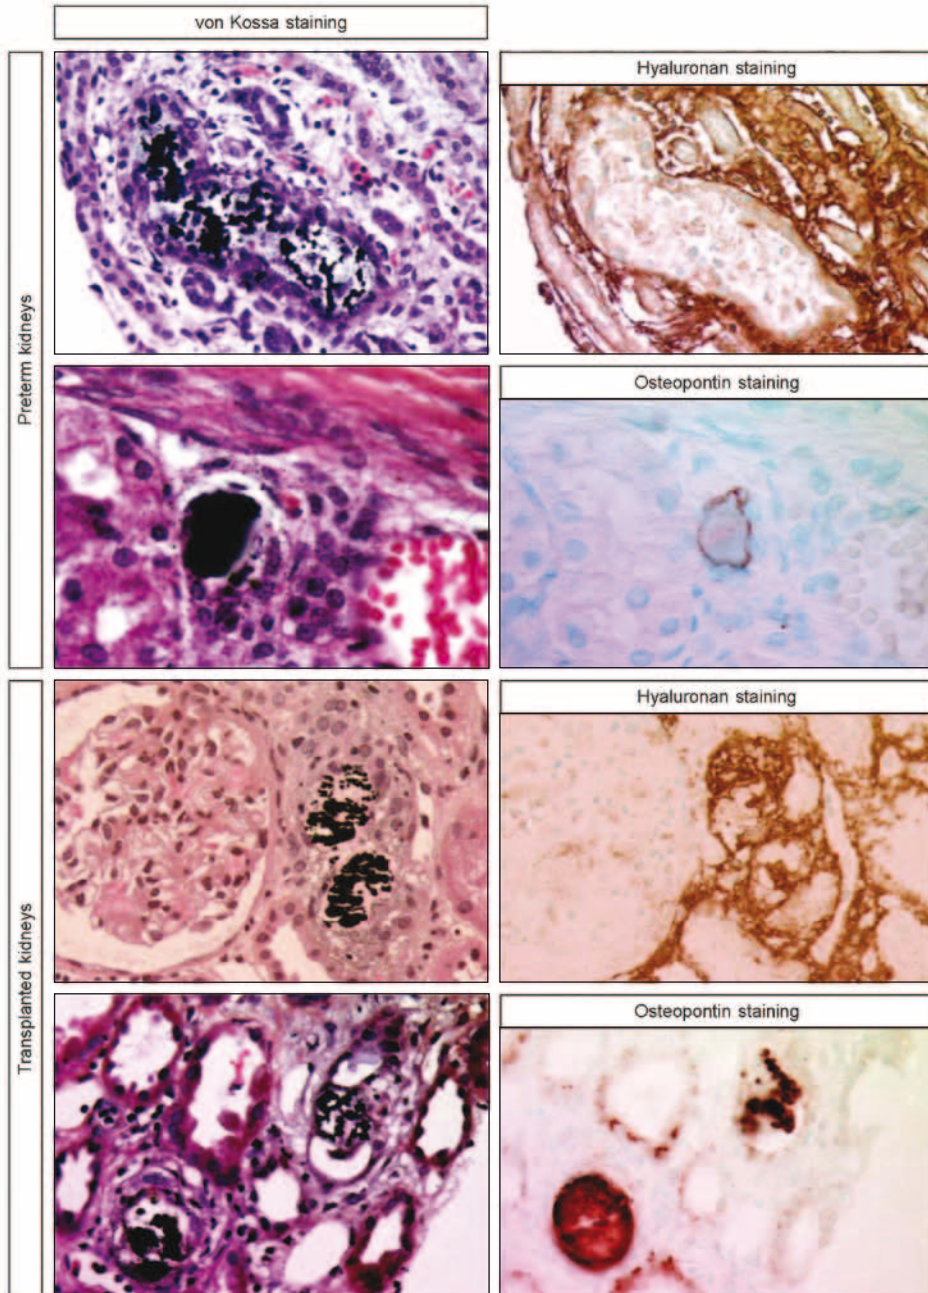 von Kossa staining
Preterm kidneys
Hyaluronan staining
Osteopontin staining
Transplanted kidneys
Hyaluronan staining
Osteopontin staining